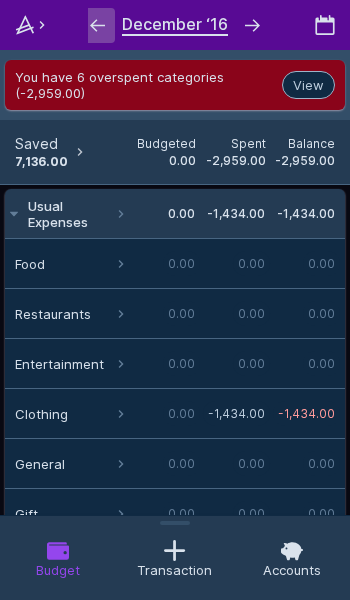 December ‘16
You have 6 overspent categories
(-2,959.00)
View
Saved
7,136.00
Budgeted
0.00
Spent
-2,959.00
Balance
-2,959.00
Usual
Expenses
0.00 -1,434.00 -1,434.00
Food 0.00 0.00 0.00
Restaurants 0.00 0.00 0.00
Entertainment 0.00 0.00 0.00
Clothing 0.00 -1,434.00 -1,434.00
General 0.00 0.00 0.00
Gift 0.00 0.00 0.00
Budget
Transaction
Accounts